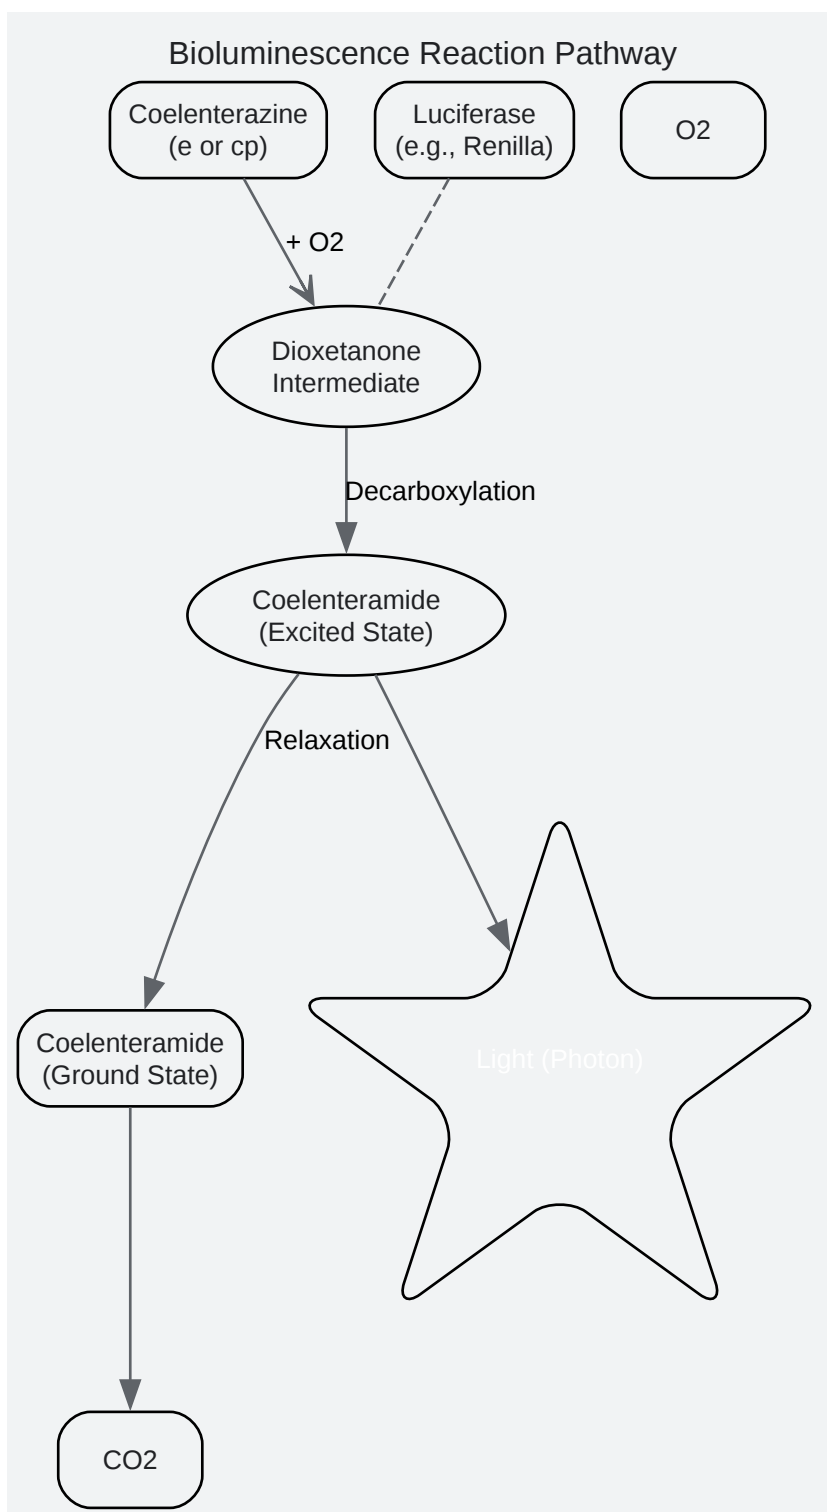 Bioluminescence Reaction Pathway
Coelenterazine
(e or cp)
Luciferase
(e.g., Renilla)
O2
+ O2
Dioxetanone
Intermediate
Decarboxylation
Coelenteramide
(Excited State)
Relaxation
Coelenteramide
(Ground State)
Light (Photon)
CO2